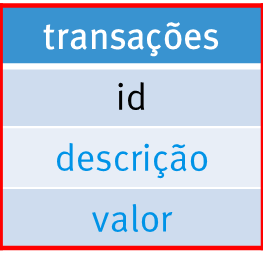 transações
id
descrição
valor